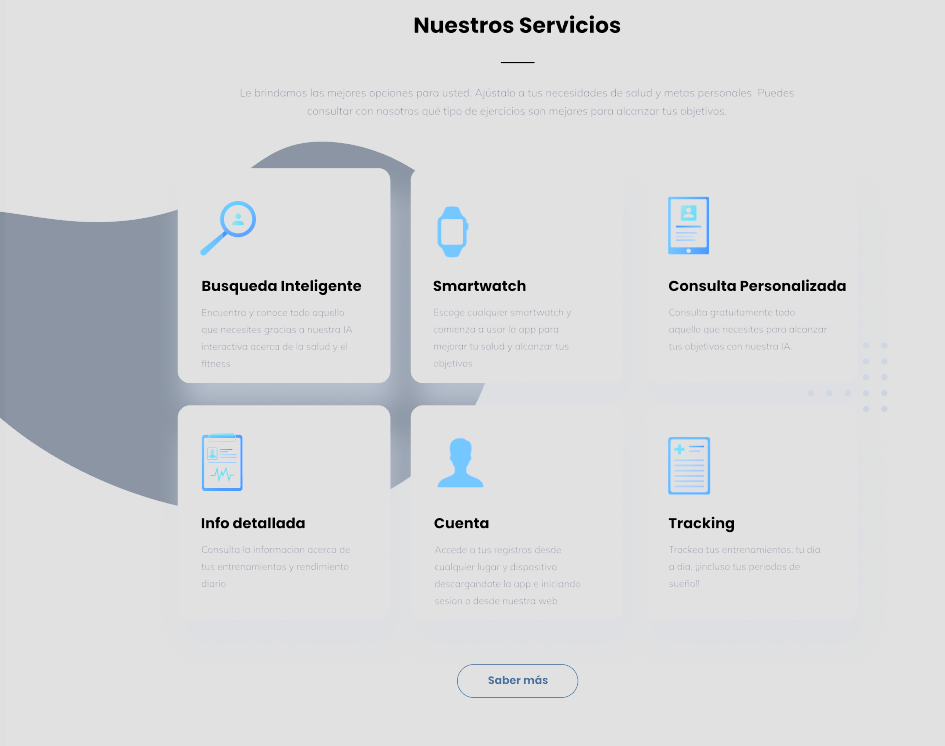 Nuestros Servicios
Le brindamos las mejores opciones para usted. Ajústalo a tus necesidades de salud y metas personales. Puedes
consultar con nosotros qué tipo de ejercicios son mejores para alcanzar tus objetivos.
Busqueda Inteligente
Encuentra y conoce todo aquello
que necesites gracias a nuestra IA
interactiva acerca de la salud y el
fitness
Smartwatch
Escoge cualquier smartwatch y
comienza a usar la app para
mejorar tu salud y alcanzar tus
objetivos
Consulta Personalizada
Consulta gratuitamente todo
aquello que necesites para alcanzar
tus objetivos con nuestra IA.
Info detallada
Consulta la informacion acerca de
tus entrenamientos y rendimiento
diario
Cuenta
Accede a tus registros desde
cualquier lugar y dispositivo
descargandote la app e iniciando
sesion o desde nuestra web
Tracking
Trackea tus entrenamientos, tu dia
a dia, ¡¡incluso tus periodos de
sueño!!
Saber más